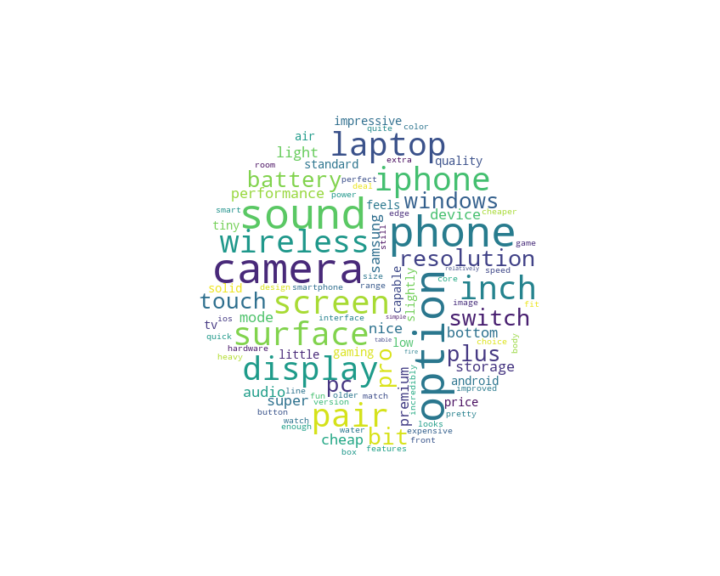 impressive
quite color
air laptop
light extra
standard quality
room
battery perfect iphone
deal
performance power windows
smart feels device cheaper
sound edge
tiny samsung phone
wireless still game
resolution
camera relatively speed
size capable core
solid design smartphone range slightly option inch
touch screen image fit
ios mode interface simple switch
tv surface nice bottom
quick table low choice body
hardware little gaming fire plus
heavy
display pro storage
pc incredibly android
audio line fun older match premium improved
super version price
button pair pretty
watch looks
enough water expensive
cheap bit front
box features